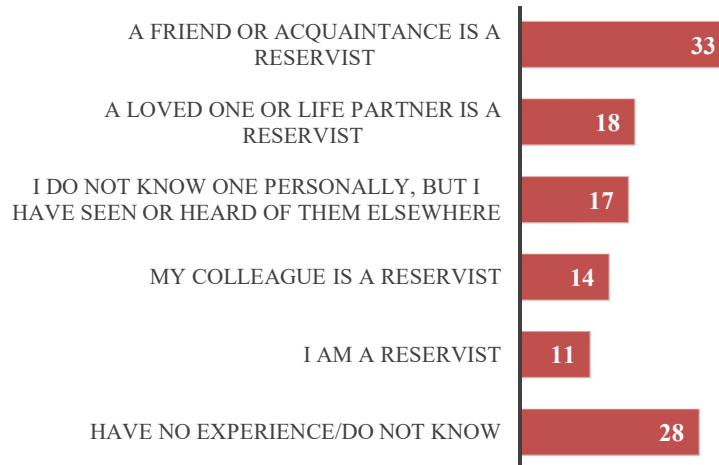 A FRIEND OR ACQUAINTANCE IS A
RESERVIST
33
A LOVED ONE OR LIFE PARTNER IS A
RESERVIST
18
I DO NOT KNOW ONE PERSONALLY, BUT I
HAVE SEEN OR HEARD OF THEM ELSEWHERE
17
MY COLLEAGUE IS A RESERVIST
14
I AM A RESERVIST
11
HAVE NO EXPERIENCE/DO NOT KNOW
28